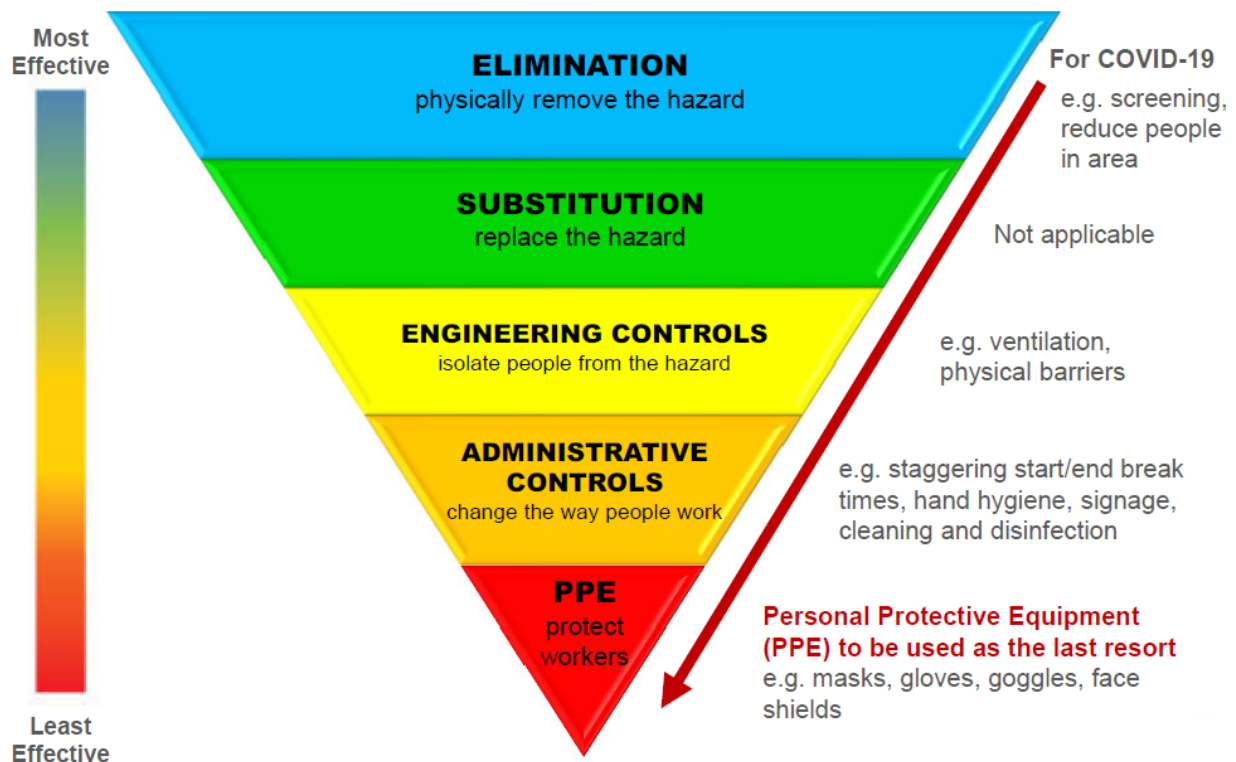 Most
Effective
ELIMINATION
physically remove the hazard
For COVID-19
e.g. screening,
reduce people
in area
SUBSTITUTION
replace the hazard
Not applicable
ENGINEERING CONTROLS
isolate people from the hazard
e.g. ventilation,
physical barriers
ADMINISTRATIVE
CONTROLS
change the way people work
e.g. staggering start/end break
times, hand hygiene, signage,
cleaning and disinfection
PPE
protect
workers
Personal Protective Equipment
(PPE) to be used as the last resort
e.g. masks, gloves, goggles, face
shields
Least
Effective